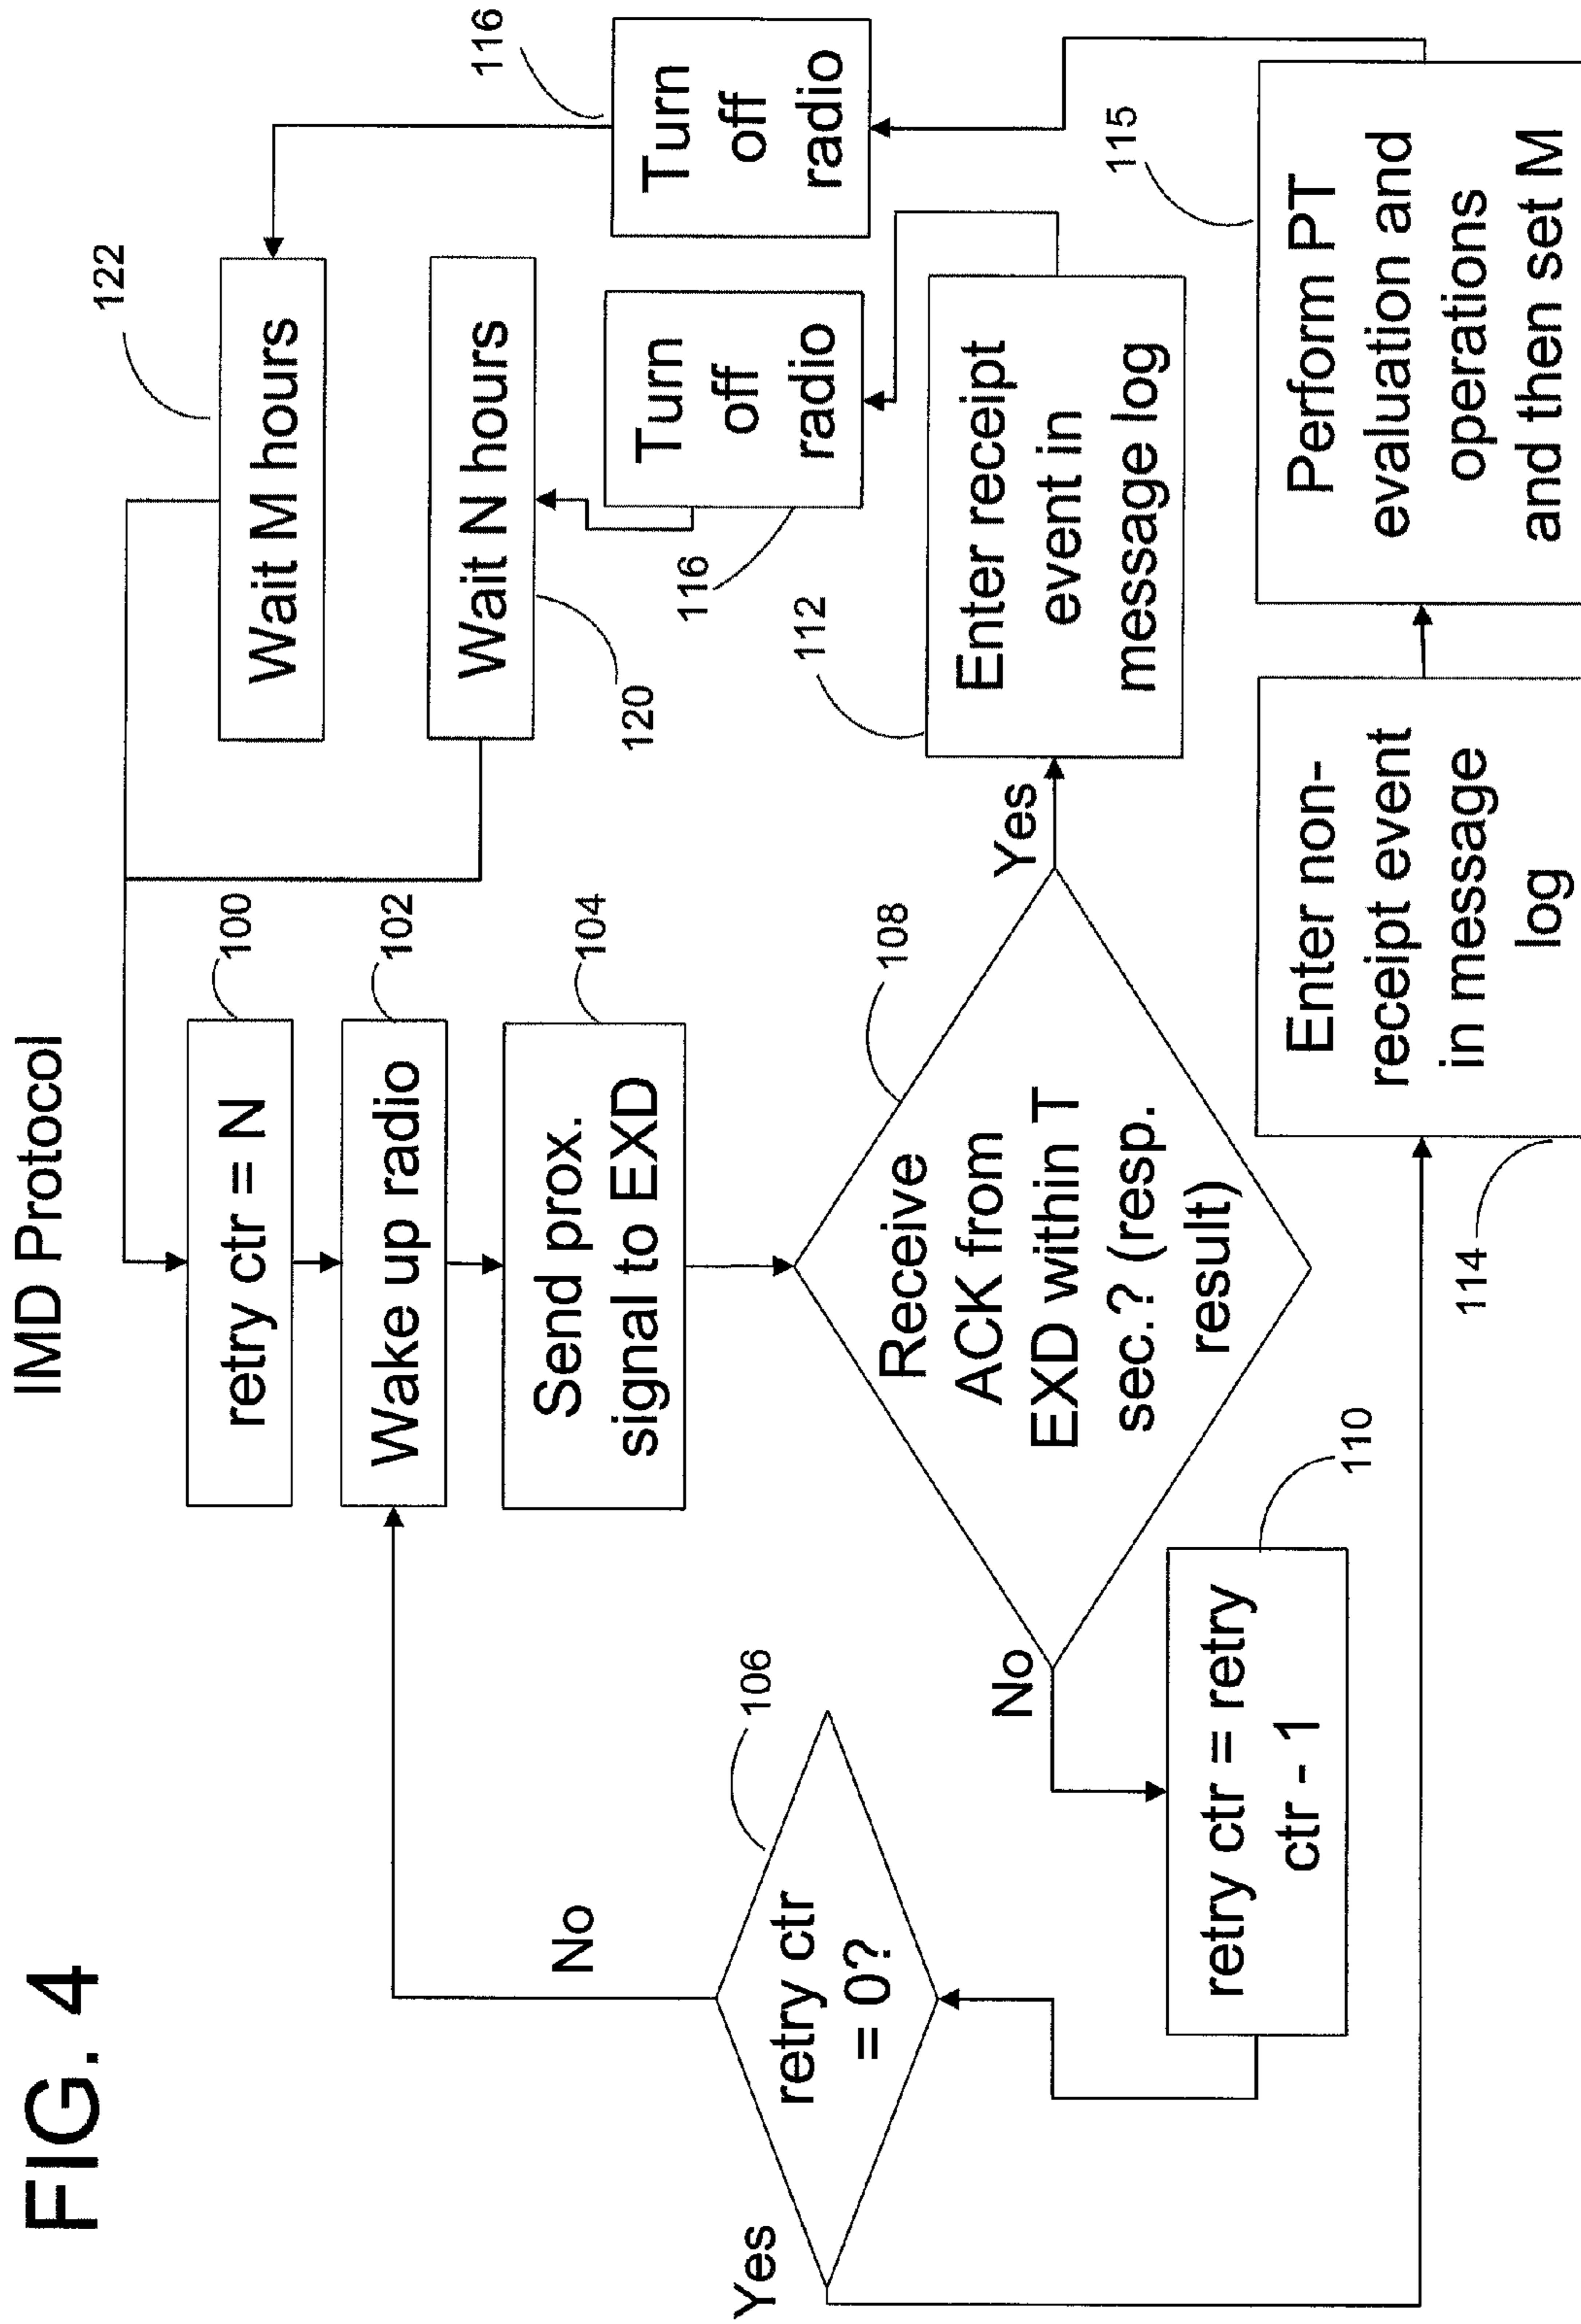 FIG. 4
IMD Protocol
retry ctr = N
100
Wake up radio
102
Send prox.
signal to EXD
104
Receive
ACK from
EXD within T
sec.? (resp.
result)
108
No
Yes
retry ctr = retry
ctr - 1
110
retry ctr
= 0?
106
No
Yes
Enter receipt
event in
message log
112
Turn
off
radio
116
Wait N hours
120
Enter non-
receipt event
in message
log
114
Perform PT
evaluation and
operations
and then set M
115
Turn
off
radio
116
Wait M hours
122